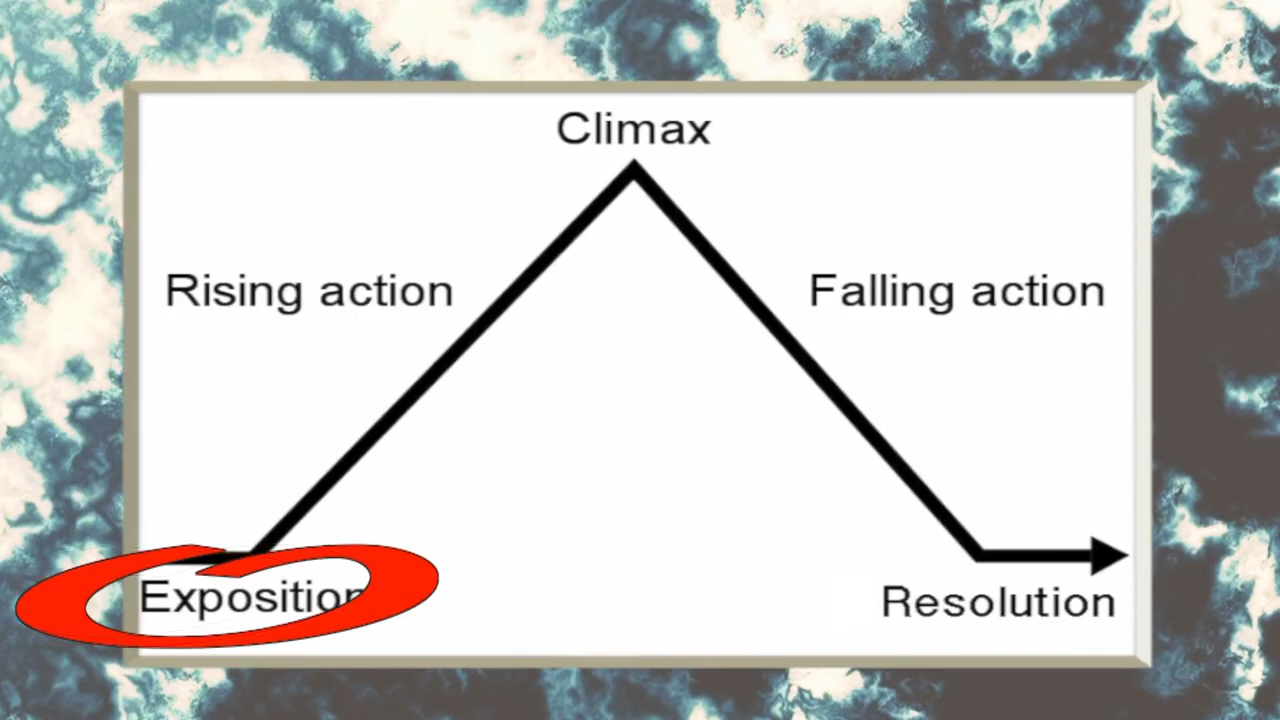 Climax
Rising action
Falling action
Exposition
Resolution